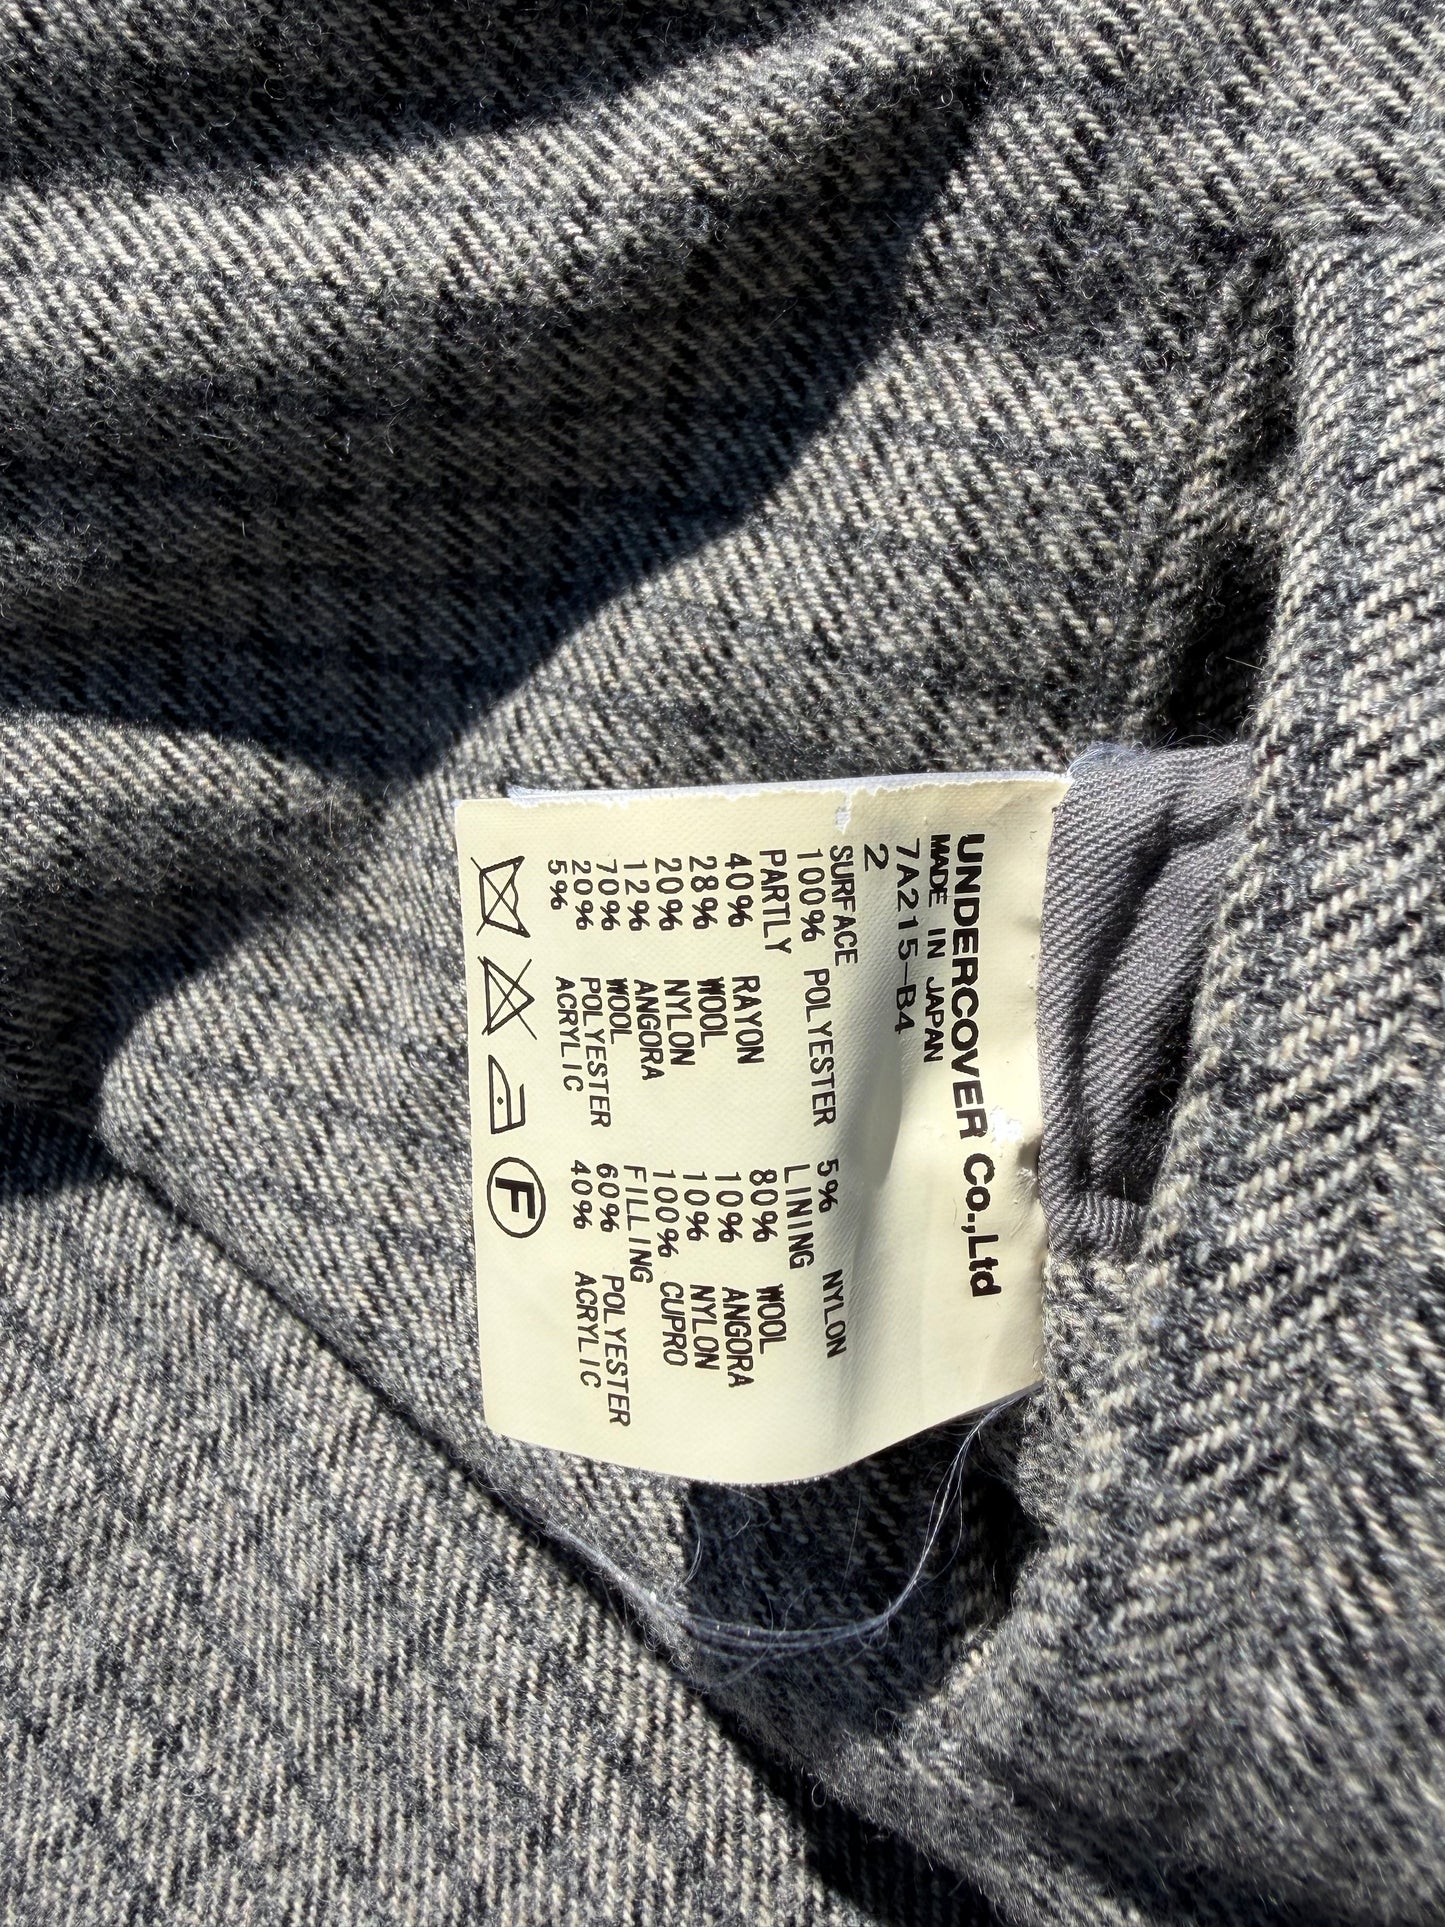 UNDERCOVER Co.,Ltd
MADE IN JAPAN
7A215-B4
2
SURFACE
100% POLYESTER
PARTLY
40% RAYON
28% WOOL
20% NYLON
12% ANGORA
70% WOOL
20% POLYESTER
5% ACRYLIC
5% NYLON
LINING
80% WOOL
10% ANGORA
10% NYLON
100% CUPRO
FILLING
60% POLYESTER
40% ACRYLIC
F